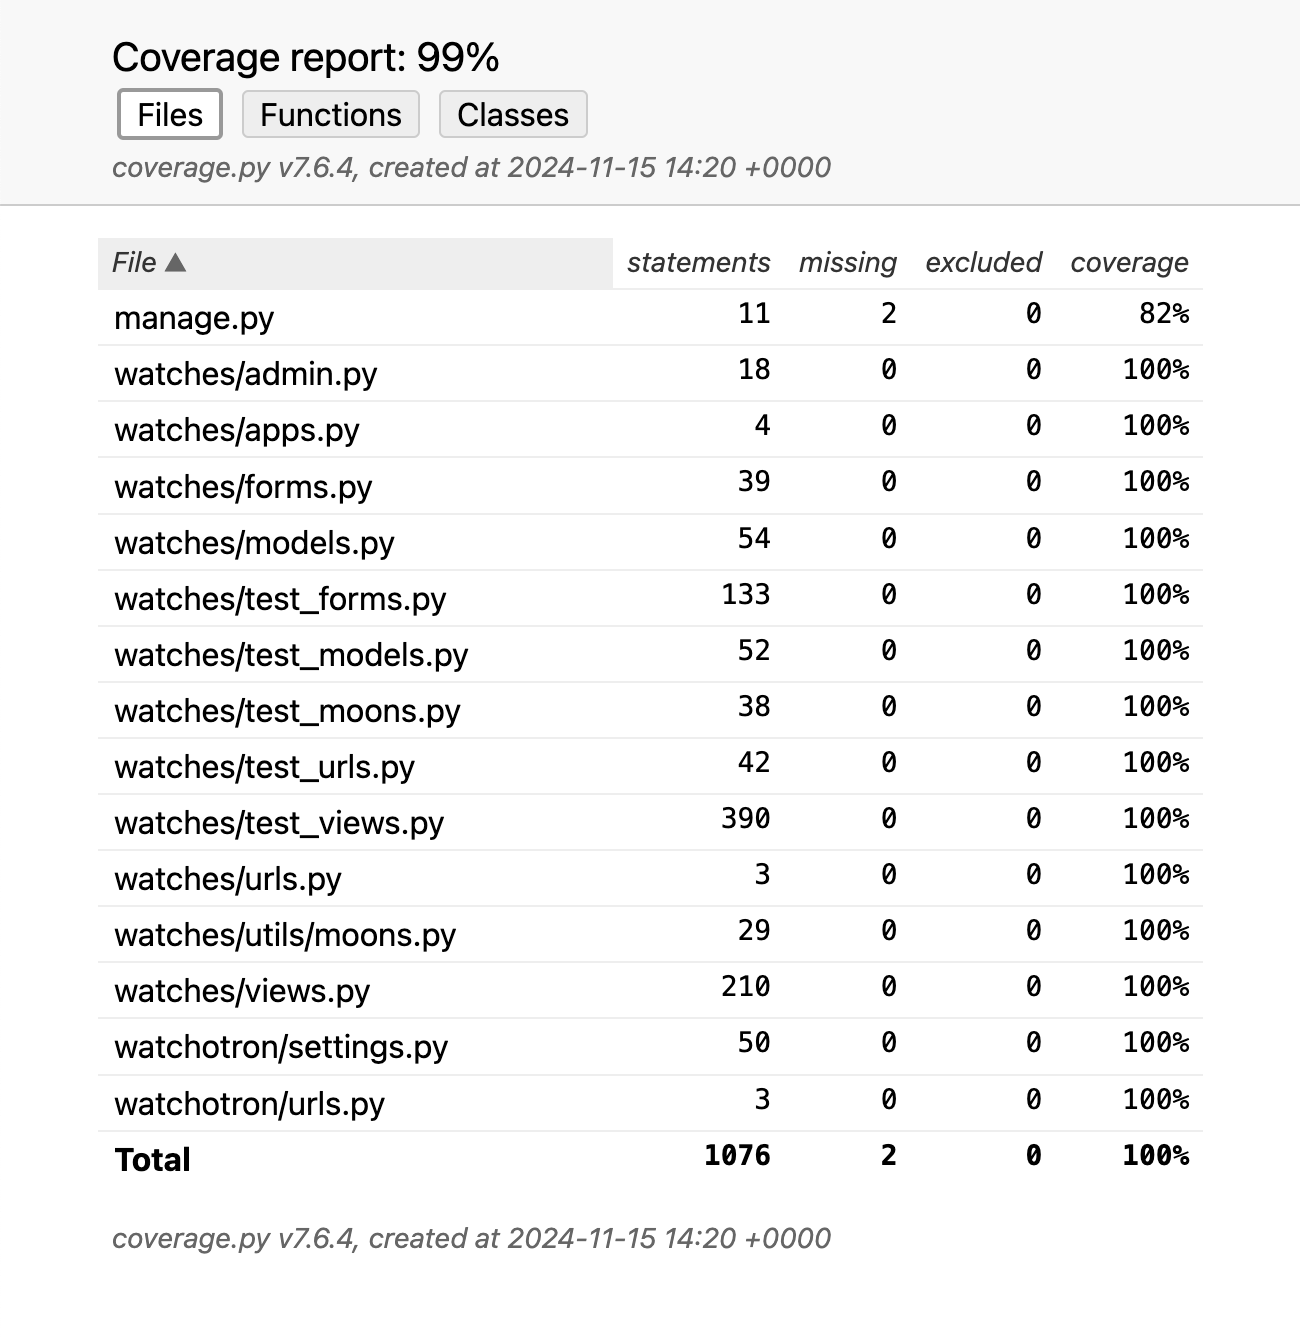 Coverage report: 99%
Files Functions Classes
coverage.py v7.6.4, created at 2024-11-15 14:20 +0000
File ▲ statements missing excluded coverage
manage.py 11 2 0 82%
watches/admin.py 18 0 0 100%
watches/apps.py 4 0 0 100%
watches/forms.py 39 0 0 100%
watches/models.py 54 0 0 100%
watches/test_forms.py 133 0 0 100%
watches/test_models.py 52 0 0 100%
watches/test_moons.py 38 0 0 100%
watches/test_urls.py 42 0 0 100%
watches/test_views.py 390 0 0 100%
watches/urls.py 3 0 0 100%
watches/utils/moons.py 29 0 0 100%
watches/views.py 210 0 0 100%
watchotron/settings.py 50 0 0 100%
watchotron/urls.py 3 0 0 100%
Total 1076 2 0 100%
coverage.py v7.6.4, created at 2024-11-15 14:20 +0000